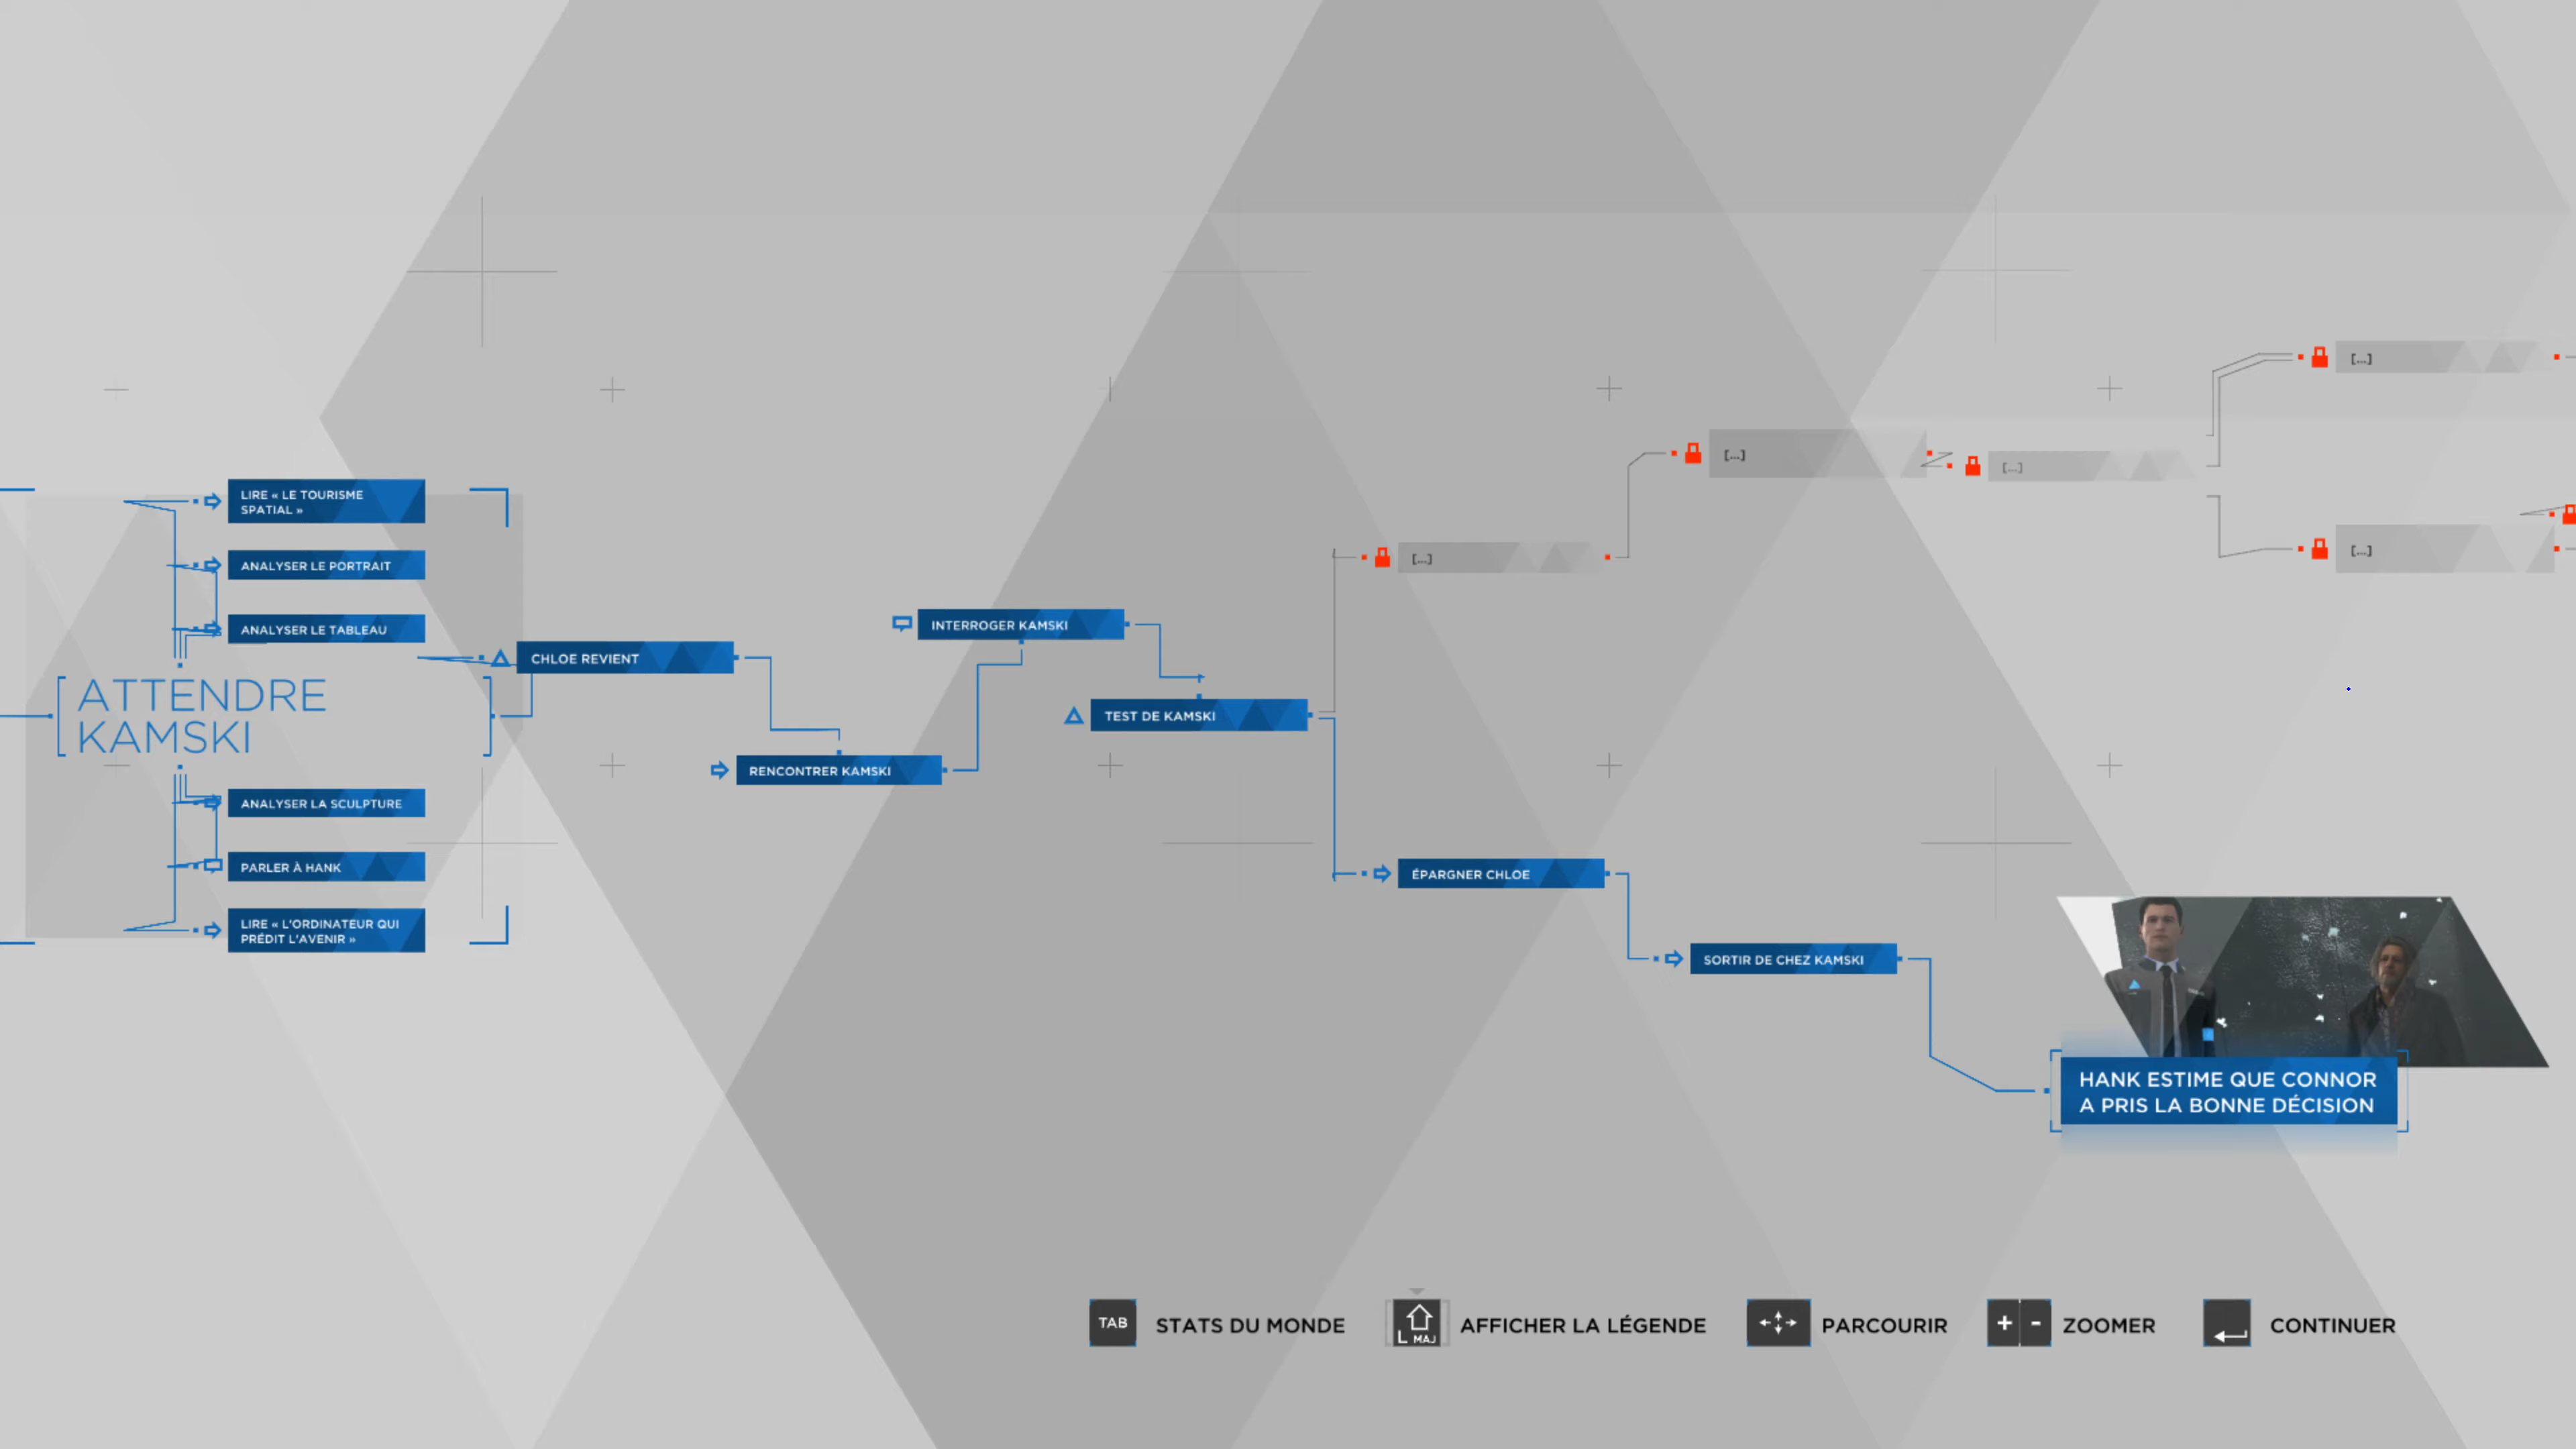 LIRE « LE TOURISME
SPATIAL »
ANALYSER LE PORTRAIT
ANALYSER LE TABLEAU
ATTENDRE
KAMSKI
ANALYSER LA SCULPTURE
PARLER À HANK
LIRE « L'ORDINATEUR QUI
PRÉDIT L'AVENIR »
CHLOE REVIENT
RENCONTRER KAMSKI
INTERROGER KAMSKI
TEST DE KAMSKI
[...]
[...]
[...]
[...]
[...]
ÉPARGNER CHLOE
SORTIR DE CHEZ KAMSKI
HANK ESTIME QUE CONNOR
A PRIS LA BONNE DÉCISION
TAB STATS DU MONDE L MAJ AFFICHER LA LÉGENDE PARCOURIR + - ZOOMER CONTINUER